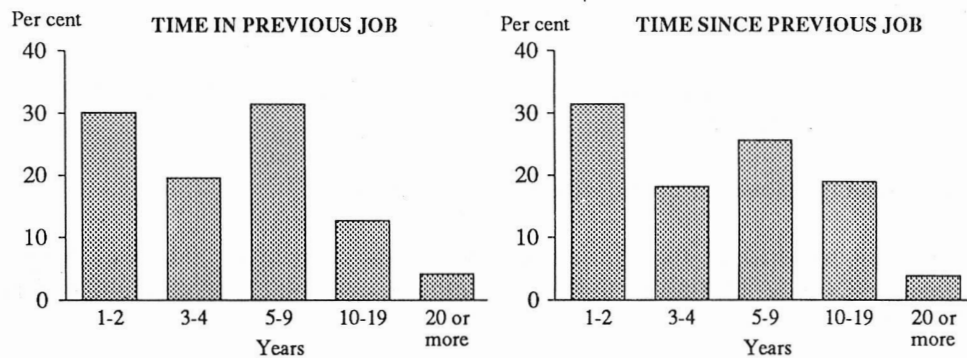 Per cent
TIME IN PREVIOUS JOB
40
30
20
10
0
1-2 3-4 5-9 10-19 20 or
more
Years
Per cent
TIME SINCE PREVIOUS JOB
40
30
20
10
0
1-2 3-4 5-9 10-19 20 or
more
Years